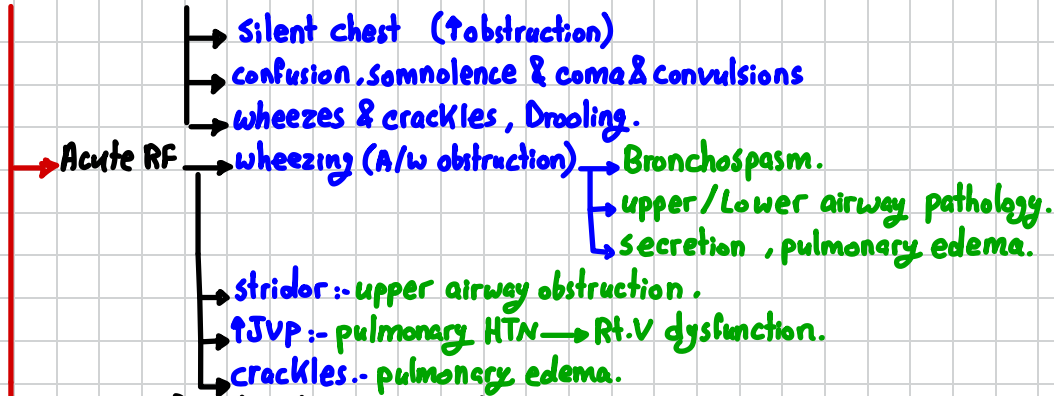 Silent chest (↑obstruction)
confusion, somnolence & coma & convulsions
wheezes & crackles, Drooling.
Acute RF
wheezing (A/w obstruction)
Bronchospasm.
upper/Lower airway pathology.
secretion, pulmonary edema.
stridor :- upper airway obstruction.
↑JVP :- pulmonary HTN → Rt.V dysfunction.
crackles :- pulmonary edema.